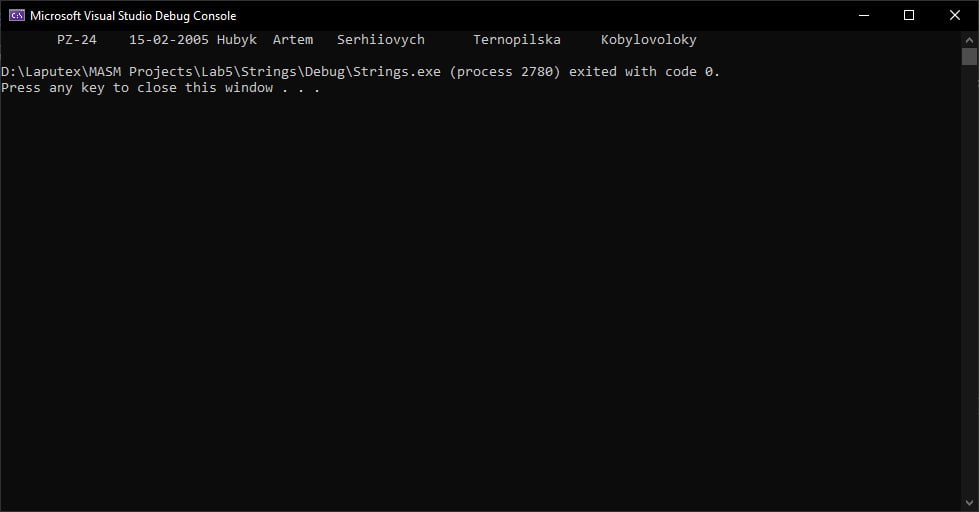 Microsoft Visual Studio Debug Console
PZ-24 15-02-2005 Hubyk Artem Serhiiovych Ternopilska Kobylovoloky
D:\Laputex\MASM Projects\Lab5\Strings\Debug\Strings.exe (process 2780) exited with code 0.
Press any key to close this window . . .